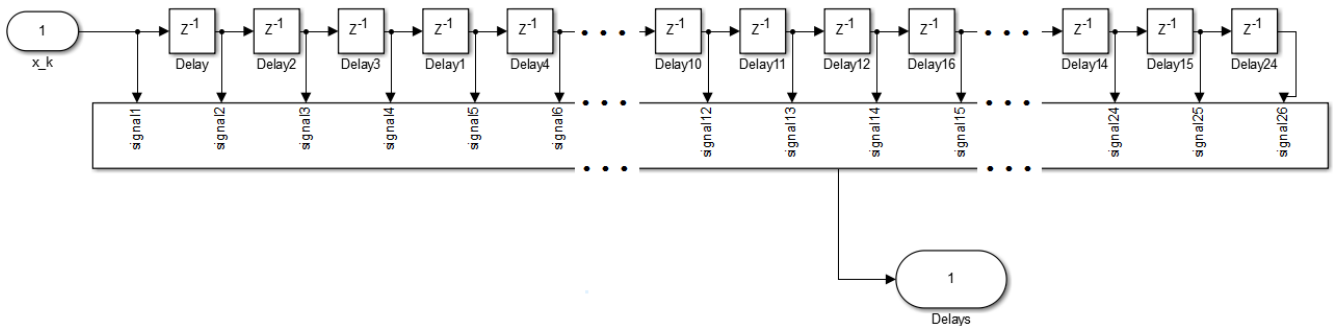 1
x_k
Z-1
Delay
Z-1
Delay2
Z-1
Delay3
Z-1
Delay1
Z-1
Delay4
Z-1
Delay10
Z-1
Delay11
Z-1
Delay12
Z-1
Delay16
Z-1
Delay14
Z-1
Delay15
Z-1
Delay24
signal1
signal2
signal3
signal4
signal5
signal6
signal12
signal13
signal14
signal15
signal24
signal25
signal26
1
Delays